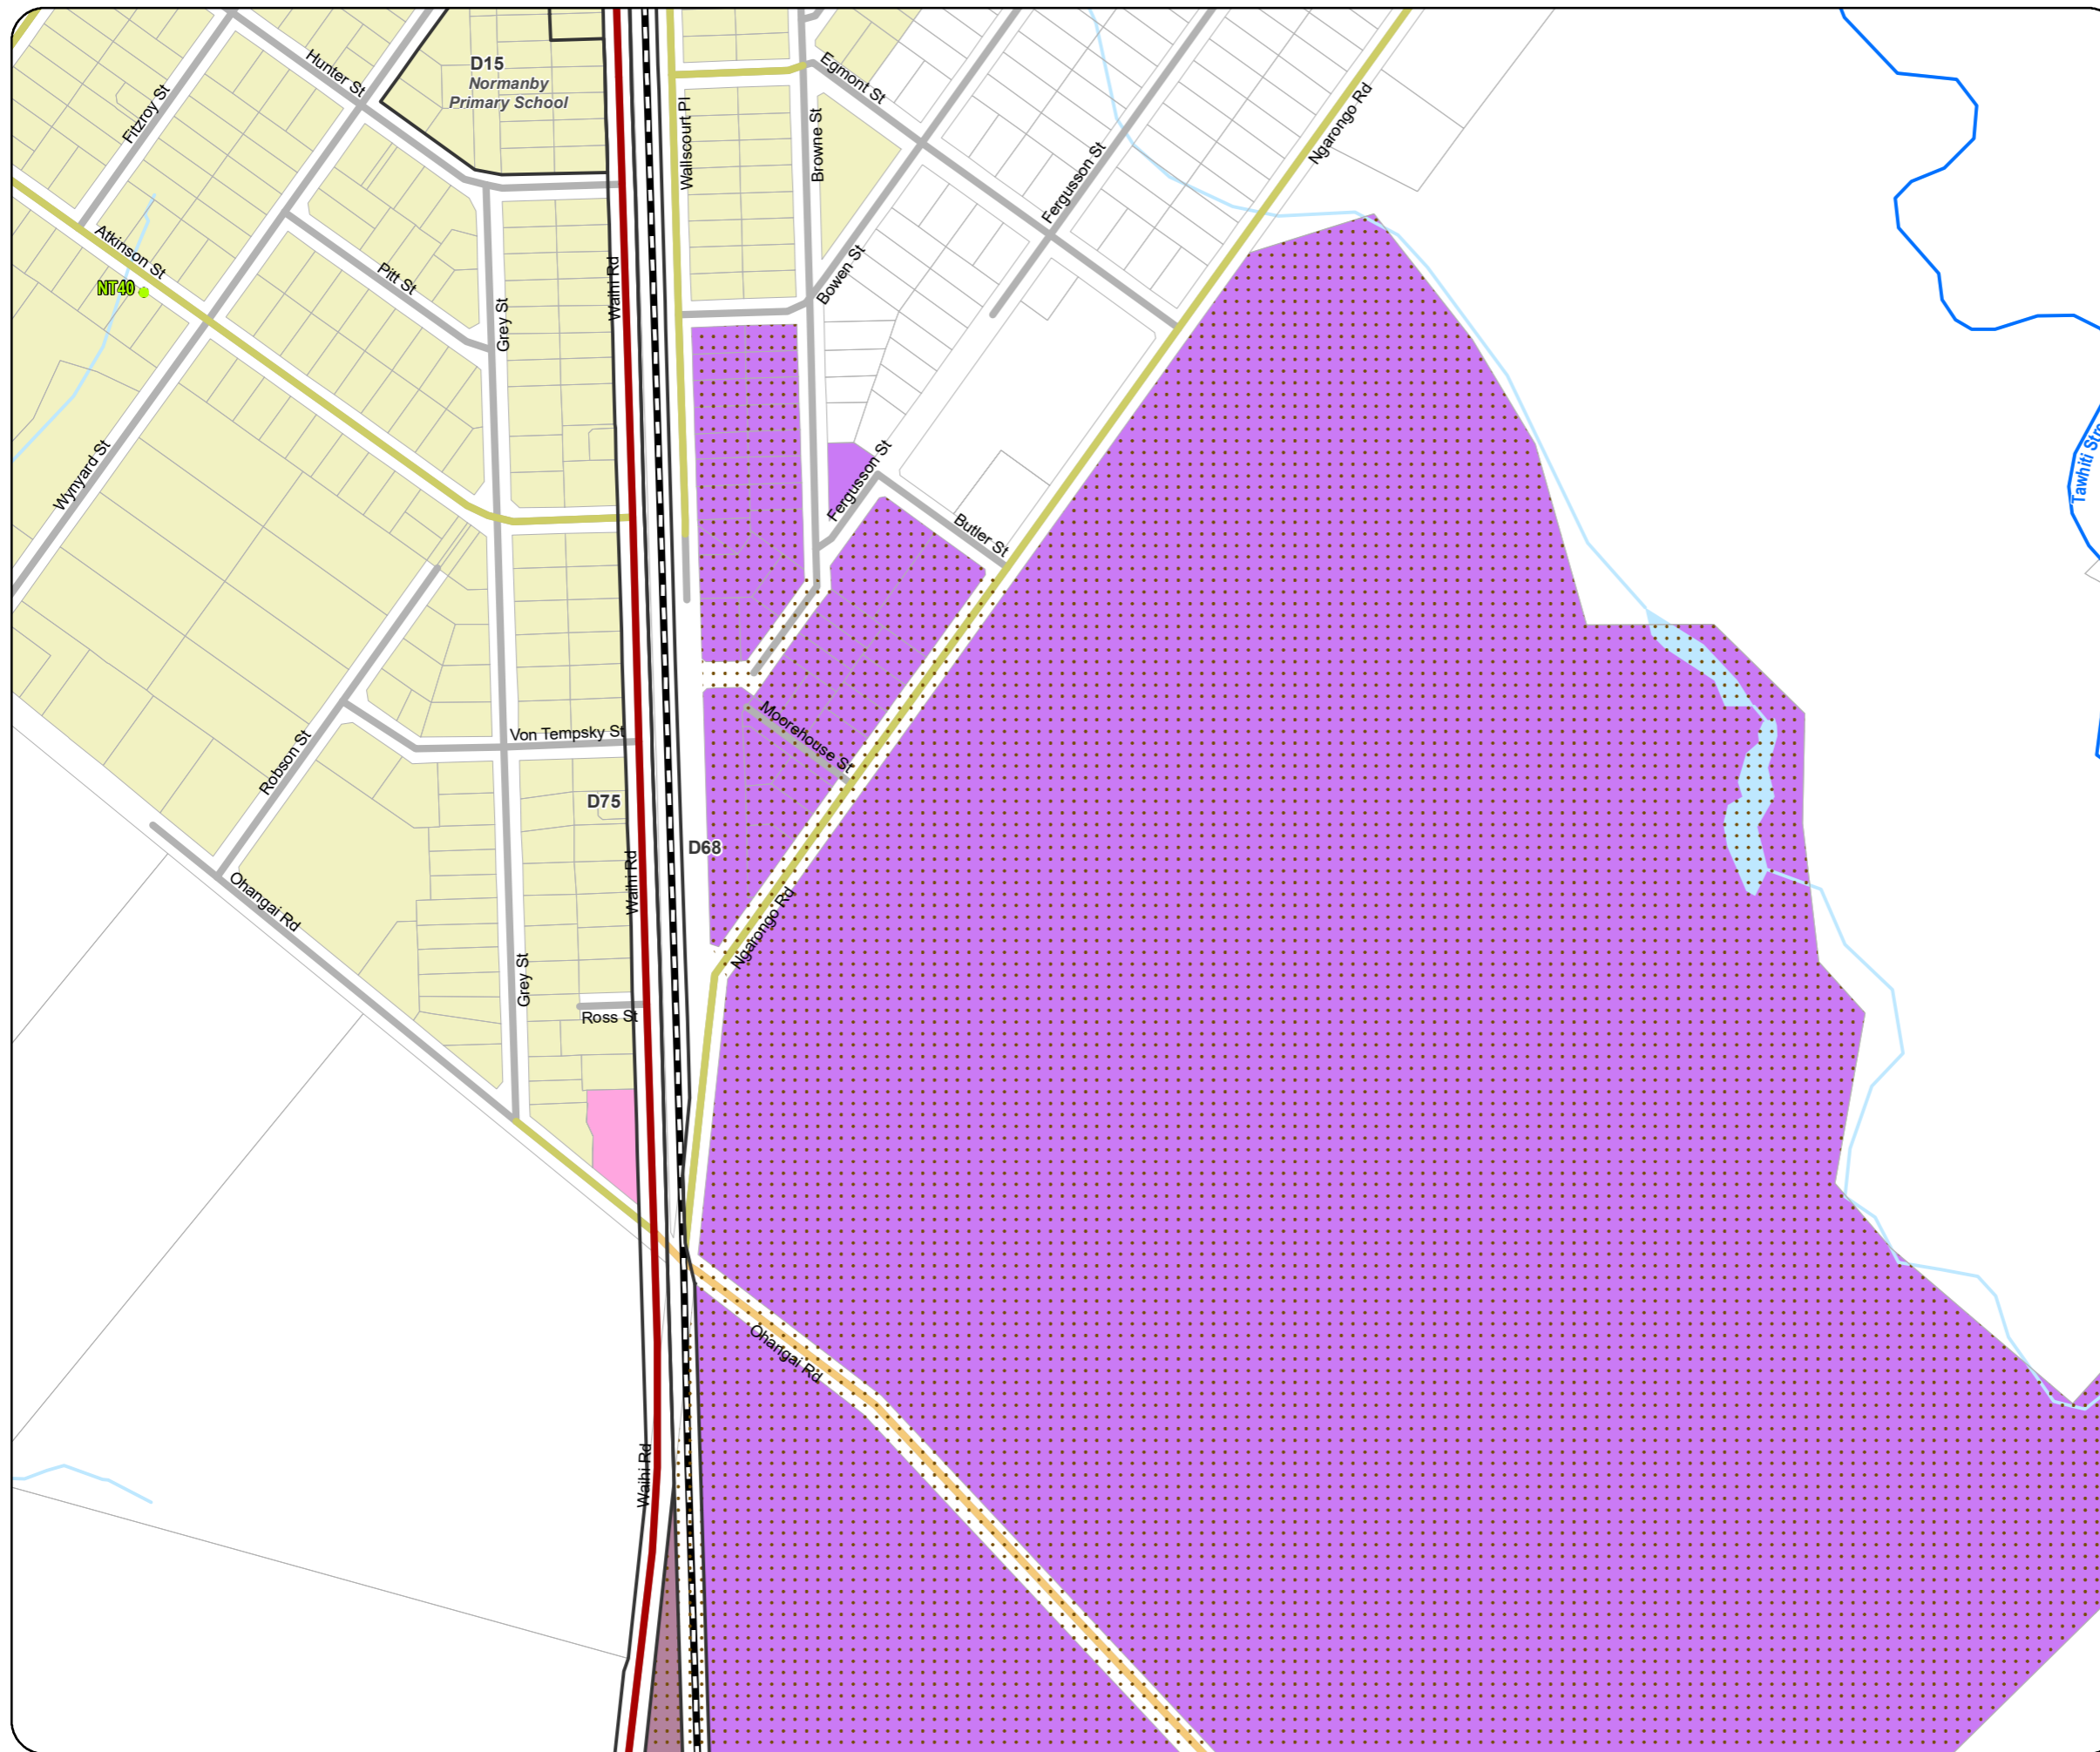 Hunter St
D15
Normanby
Primary School
Egmont St
Fitzroy St
Wallscourt Pl
Browne St
Ngarongo Rd
Fergusson St
Atkinson St
NT40
Pitt St
Grey St
Waihi Rd
Bowen St
Wynyard St
Fergusson St
Butler St
Tawhiti Stre
Von Tempsky St
Moorehouse St
Robson St
D75
D68
Waihi Rd
Ohangai Rd
Ngarongo Rd
Grey St
Ross St
Ohangai Rd
Waihi Rd